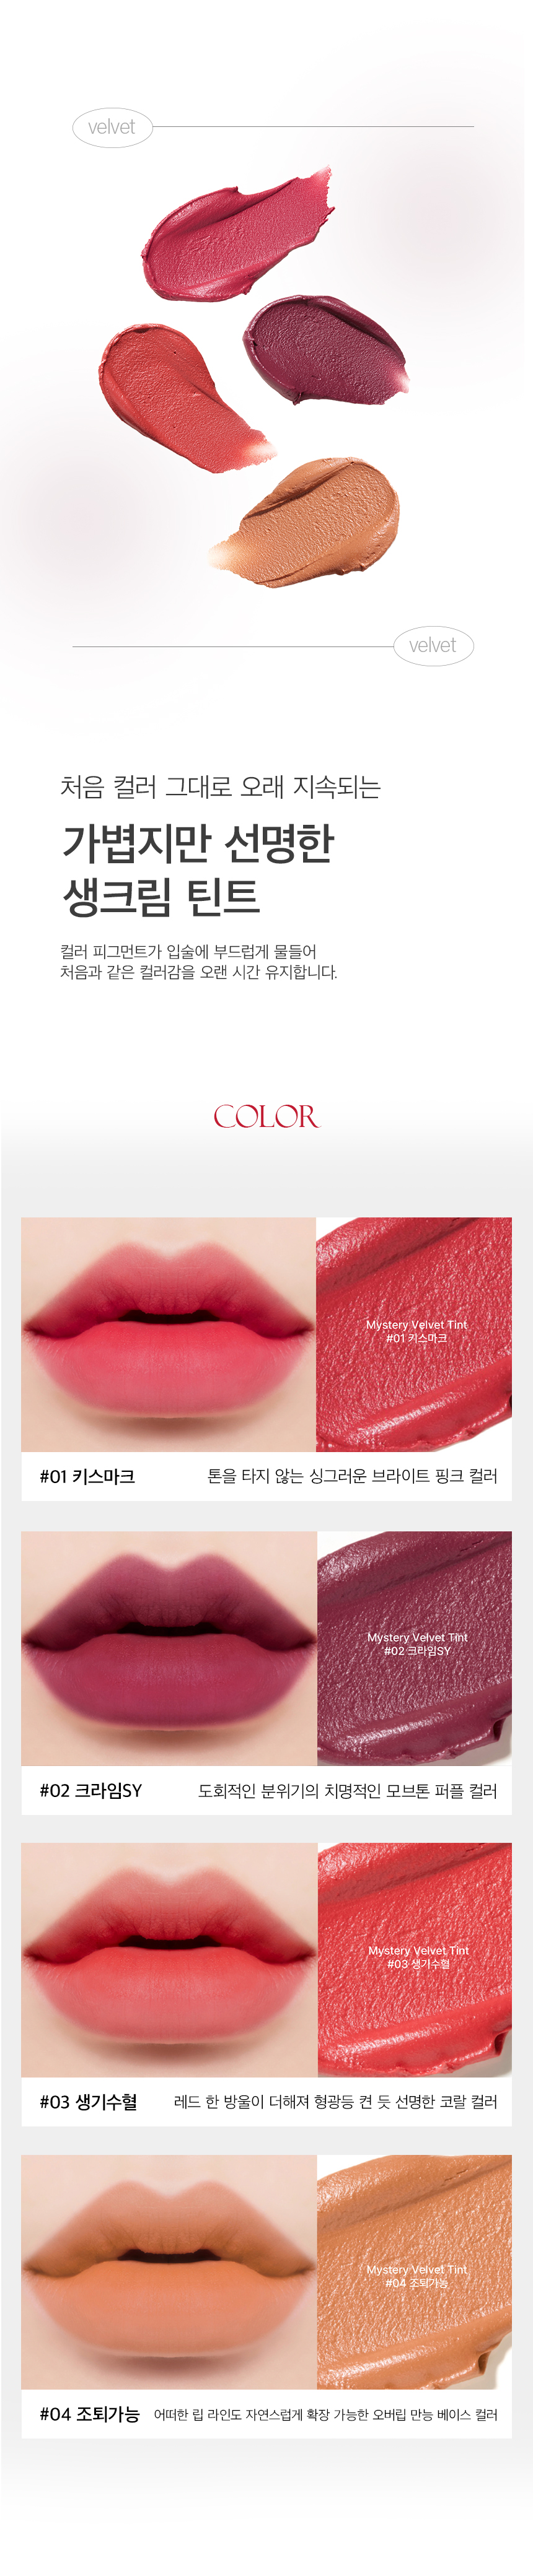 velvet
velvet
처음 컬러 그대로 오래 지속되는
가볍지만 선명한
생크림 틴트
컬러 피그먼트가 입술에 부드럽게 물들어
처음과 같은 컬러감을 오랜 시간 유지합니다.
COLOR
Mystery Velvet Tint
#01 키스마크
#01 키스마크
톤을 타지 않는 싱그러운 브라이트 핑크 컬러
Mystery Velvet Tint
#02 크라임SY
#02 크라임SY
도회적인 분위기의 치명적인 모브톤 퍼플 컬러
Mystery Velvet Tint
#03 생기수혈
#03 생기수혈
레드 한 방울이 더해져 형광등 켠 듯 선명한 코랄 컬러
Mystery Velvet Tint
#04 조퇴가능
#04 조퇴가능
어떠한 립 라인도 자연스럽게 확장 가능한 오버립 만능 베이스 컬러